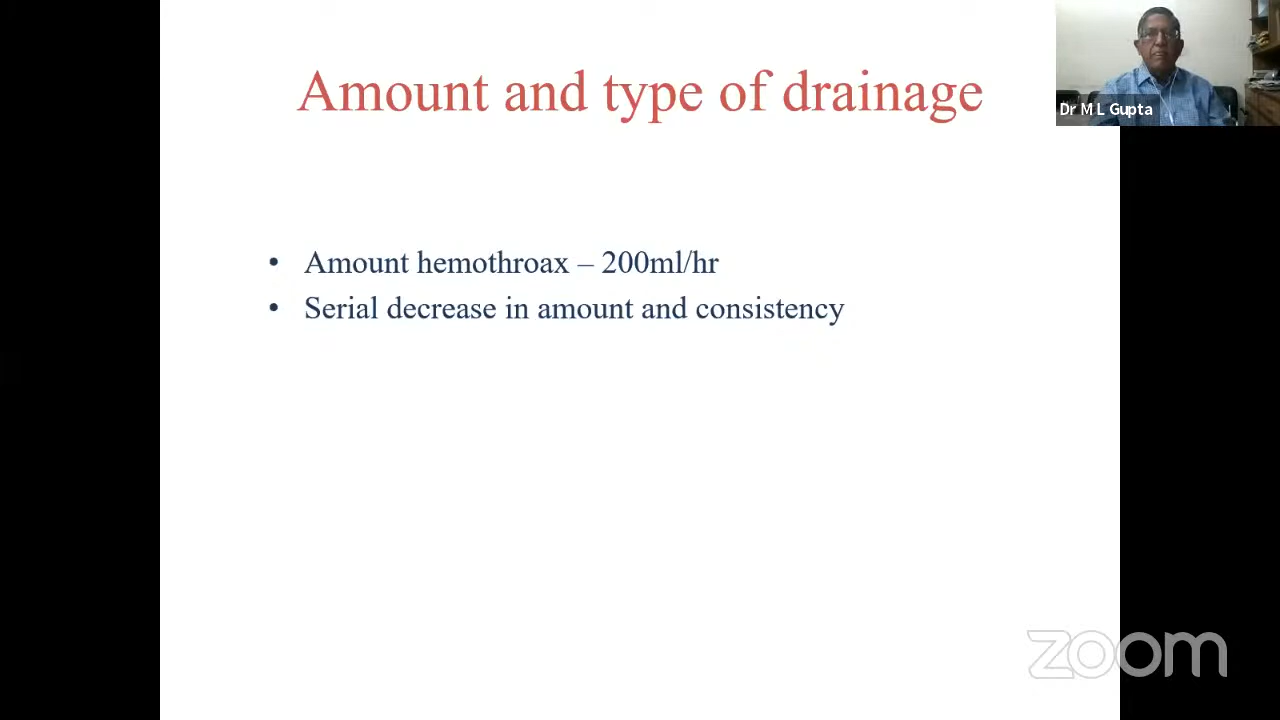 Amount and type of drainage
Dr M L Gupta
• Amount hemothroax – 200ml/hr
• Serial decrease in amount and consistency
zoom